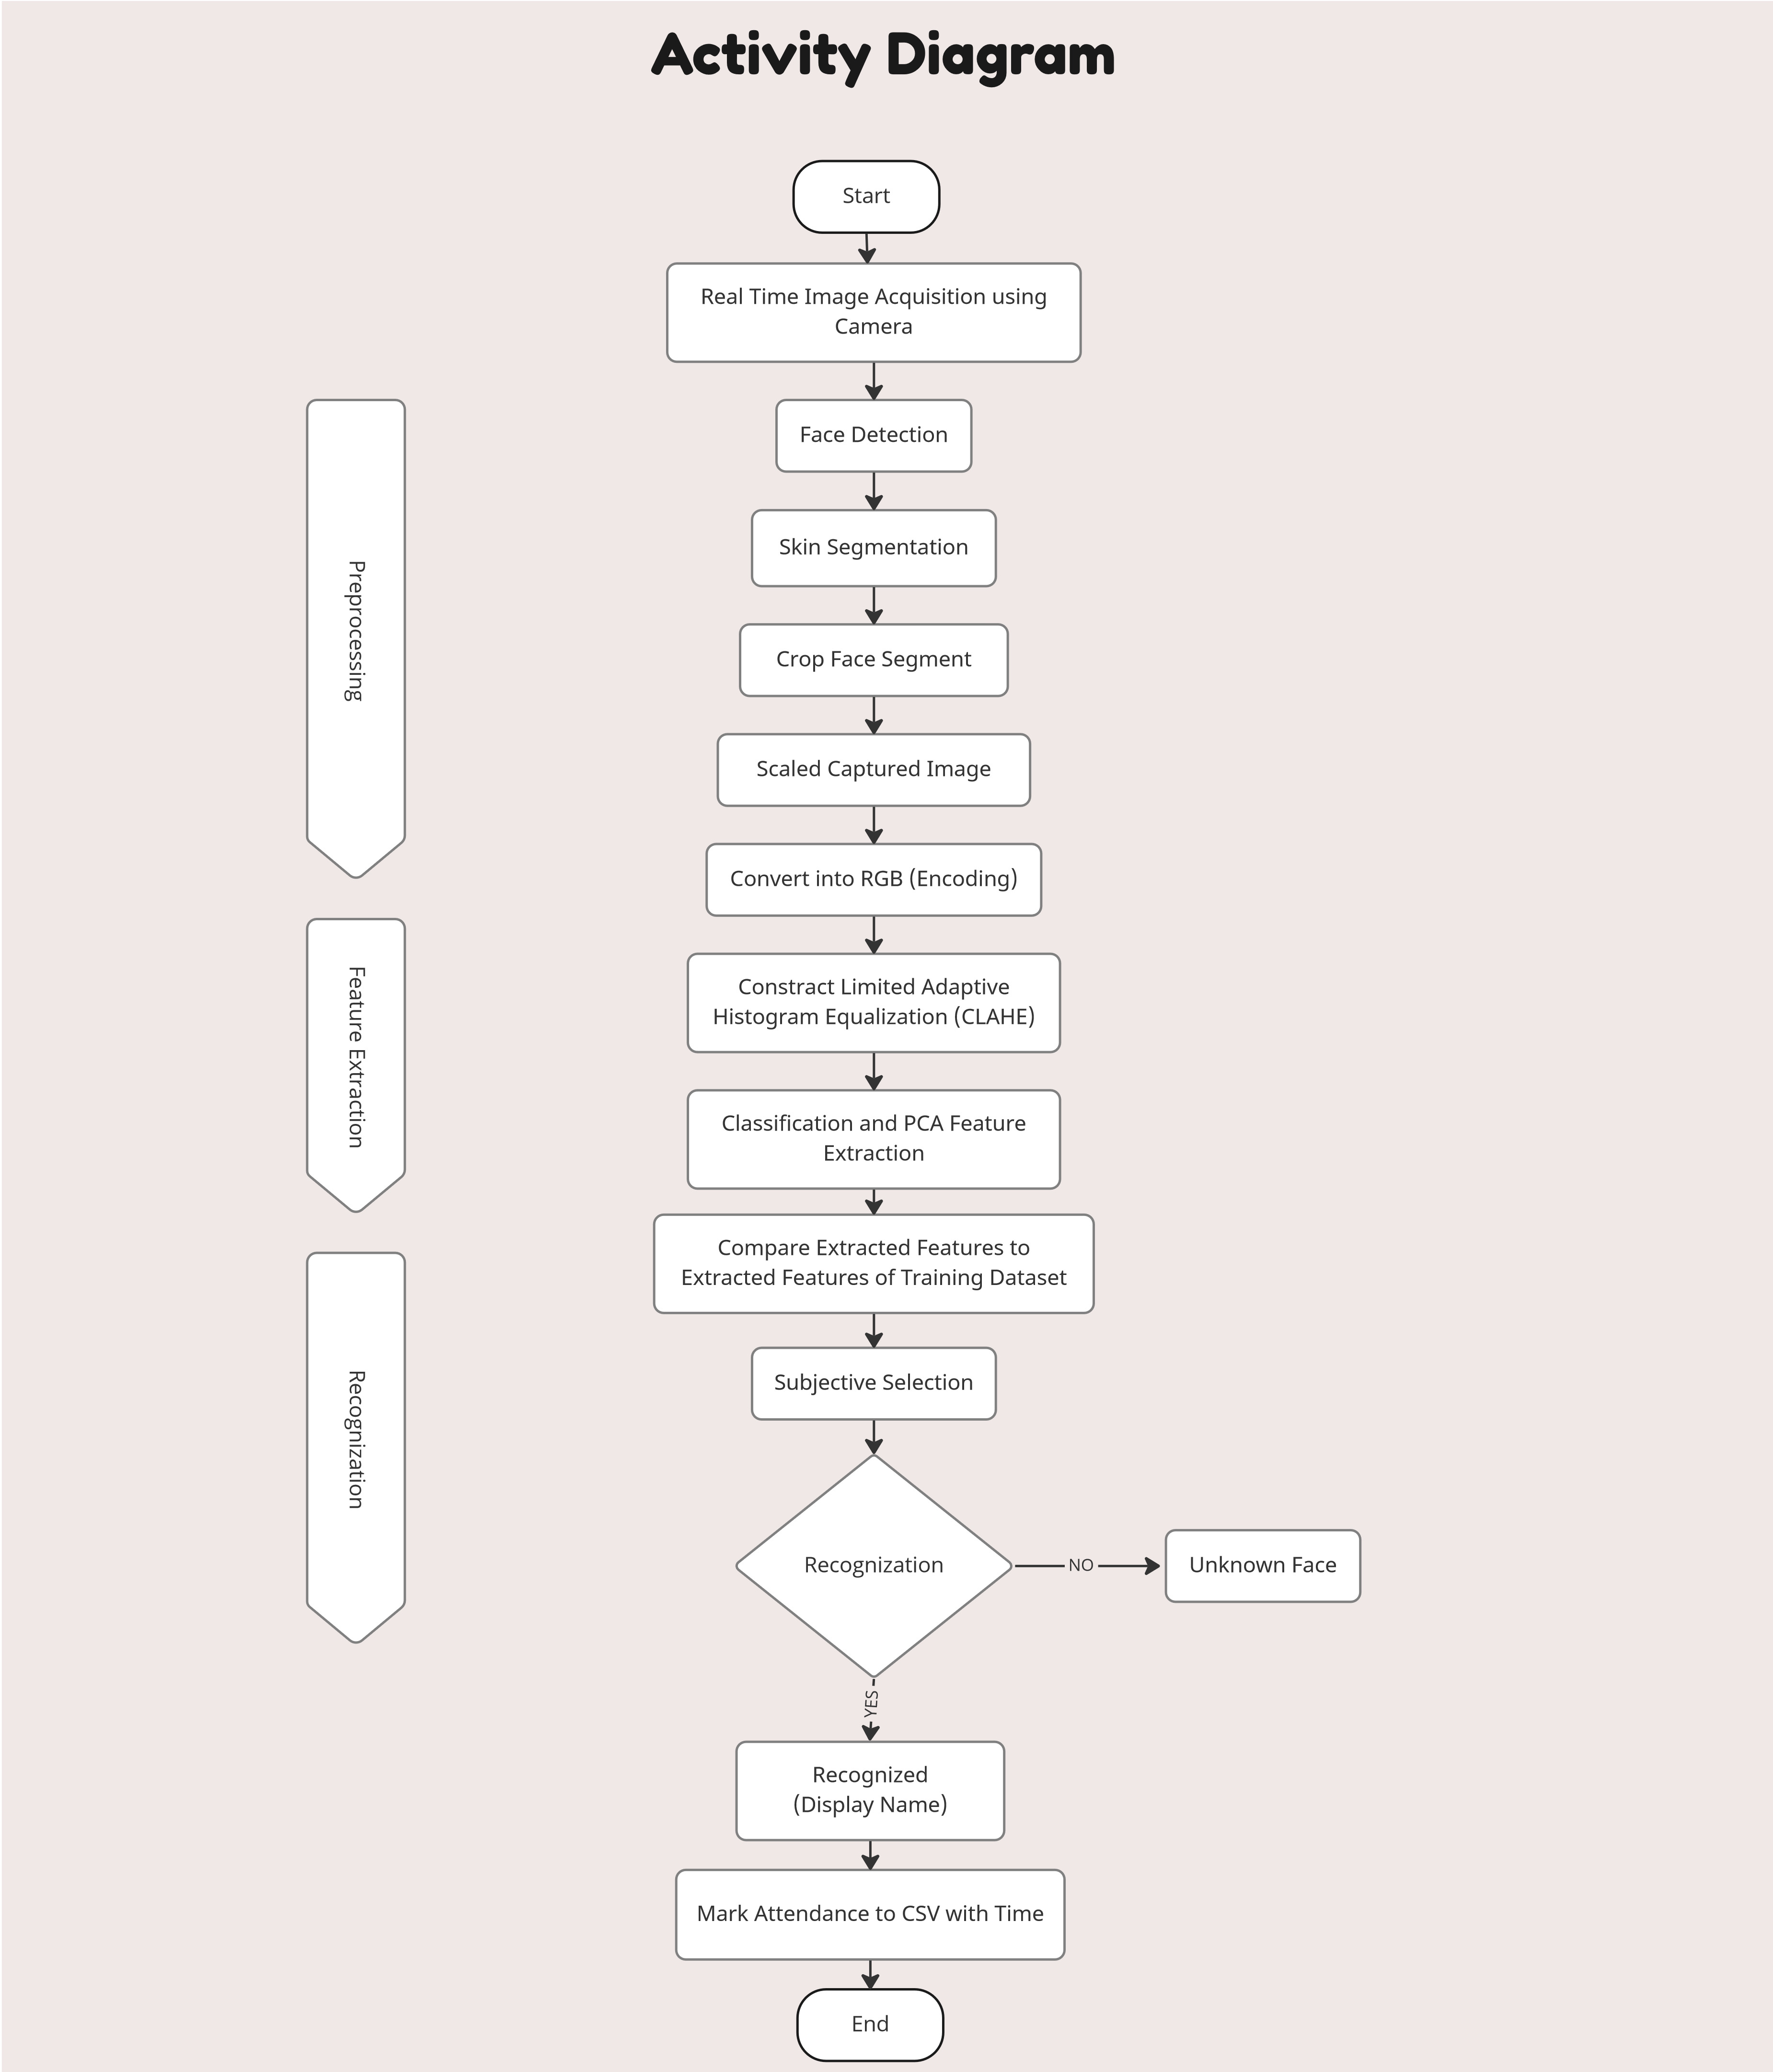 Activity Diagram
Start
Real Time Image Acquisition using
Camera
Face Detection
Skin Segmentation
Crop Face Segment
Scaled Captured Image
Convert into RGB (Encoding)
Constract Limited Adaptive
Histogram Equalization (CLAHE)
Classification and PCA Feature
Extraction
Compare Extracted Features to
Extracted Features of Training Dataset
Subjective Selection
Recognization
NO
Unknown Face
YES
Recognized
(Display Name)
Mark Attendance to CSV with Time
End
Preprocessing
Feature Extraction
Recognization